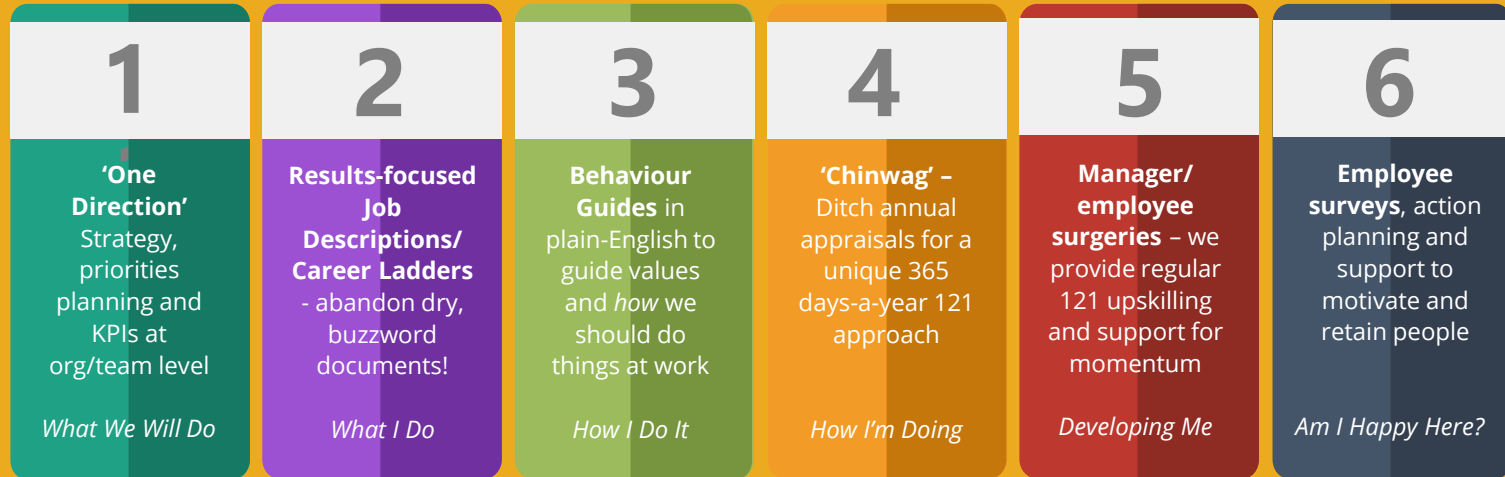 1
‘One
Direction’
Strategy,
priorities
planning and
KPIs at
org/team level
What We Will Do
2
Results-focused
Job
Descriptions/
Career Ladders
- abandon dry,
buzzword
documents!
What I Do
3
Behaviour
Guides in
plain-English to
guide values
and how we
should do
things at work
How I Do It
4
‘Chinwag’ –
Ditch annual
appraisals for a
unique 365
days-a-year 121
approach
How I’m Doing
5
Manager/
employee
surgeries – we
provide regular
121 upskilling
and support for
momentum
Developing Me
6
Employee
surveys, action
planning and
support to
motivate and
retain people
Am I Happy Here?